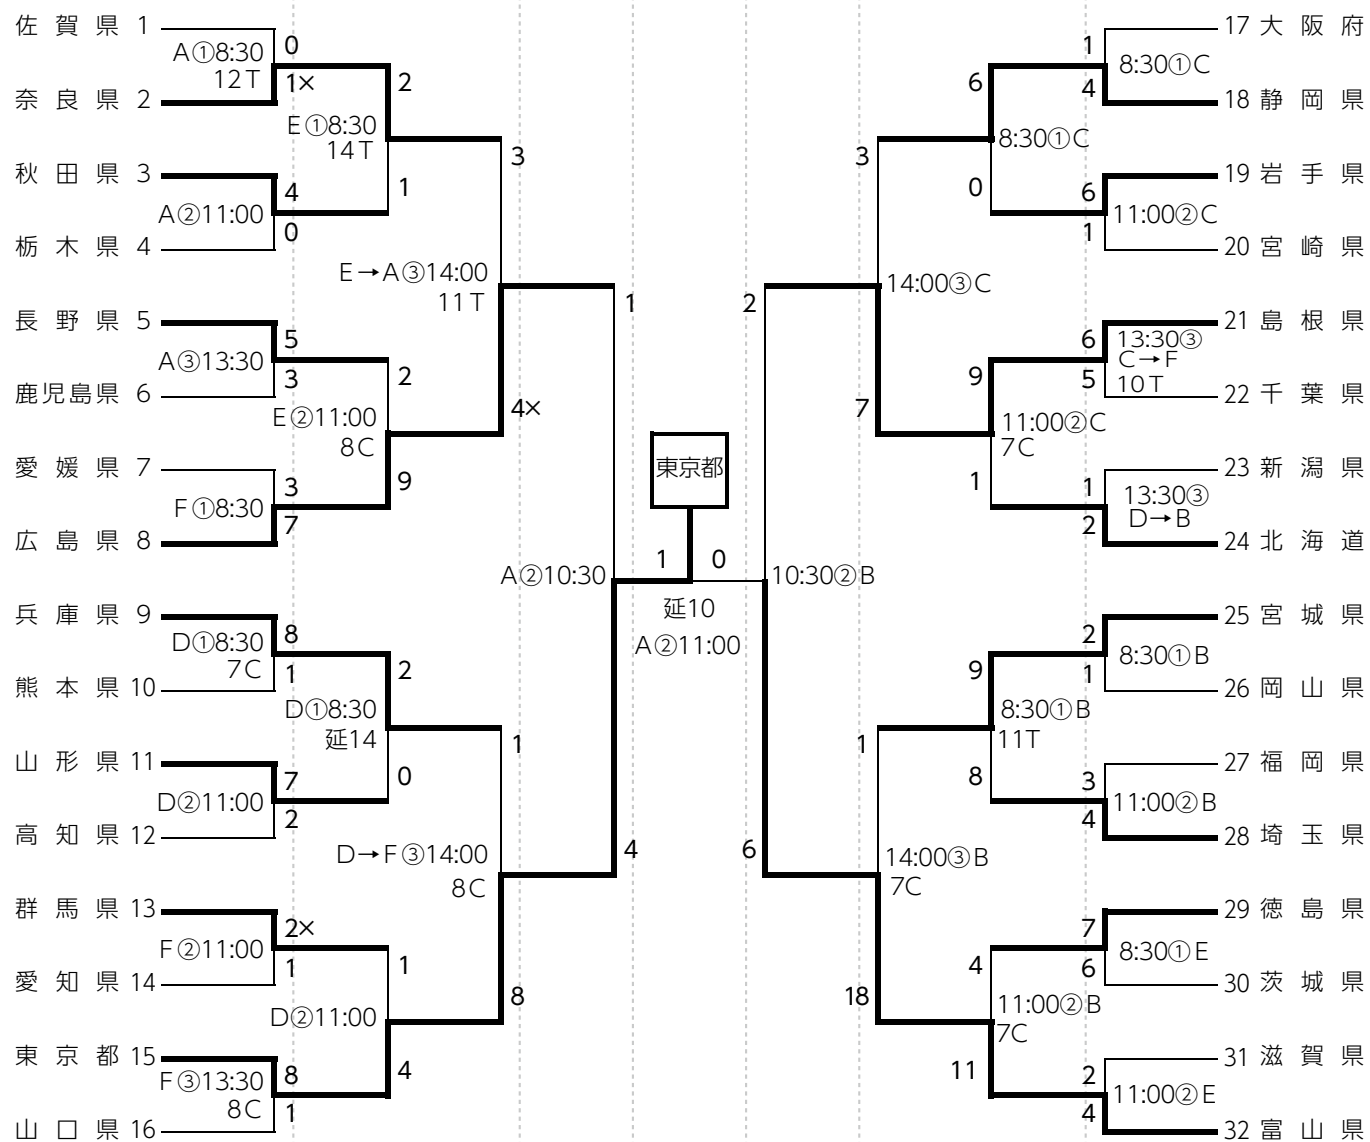 佐賀県 1
0
A①8:30
12T
1×
奈良県 2
2
E①8:30
14T
3
秋田県 3
4
1
A②11:00
0
栃木県 4
E→A③14:00
11T
1
長野県 5
5
A③13:30
3
2
鹿児島県 6
4×
E②11:00
8C
愛媛県 7
3
9
F①8:30
7
広島県 8
A②10:30
兵庫県 9
8
D①8:30
7C
1
2
熊本県 10
D①8:30
延14
1
山形県 11
7
0
D②11:00
2
高知県 12
D→F③14:00
8C
4
群馬県 13
2×
F②11:00
1
1
愛知県 14
8
D②11:00
東京都 15
8
4
F③13:30
8C
1
山口県 16
東京都
1 0
延10
A②11:00
17 大阪府
1
8:30①C
4
6
18 静岡県
8:30①C
3
19 岩手県
6
0
11:00②C
1
20 宮崎県
14:00③C
2
21 島根県
6
13:30③
C→F
10T
5
9
22 千葉県
7
11:00②C
7C
23 新潟県
1
1
13:30③
D→B
2
24 北海道
10:30②B
25 宮城県
2
8:30①B
1
9
26 岡山県
8:30①B
11T
1
27 福岡県
3
8
11:00②B
4
28 埼玉県
14:00③B
7C
6
29 徳島県
7
8:30①E
6
4
30 茨城県
18
11:00②B
7C
31 滋賀県
2
11
11:00②E
4
32 富山県